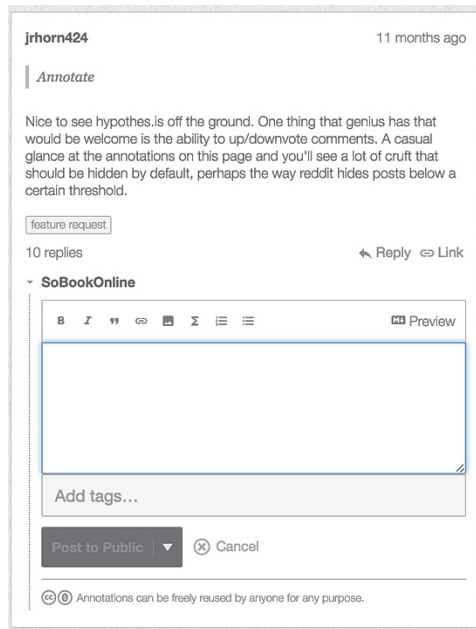 jrhorn424 11 months ago
Annotate
Nice to see hypothes.is off the ground. One thing that genius has that
would be welcome is the ability to up/downvote comments. A casual
glance at the annotations on this page and you'll see a lot of cruft that
should be hidden by default, perhaps the way reddit hides posts below a
certain threshold.
feature request
10 replies Reply Link
SoBookOnline
B I " Σ M↓ Preview
Add tags...
Post to Public Cancel
cc 0 Annotations can be freely reused by anyone for any purpose.